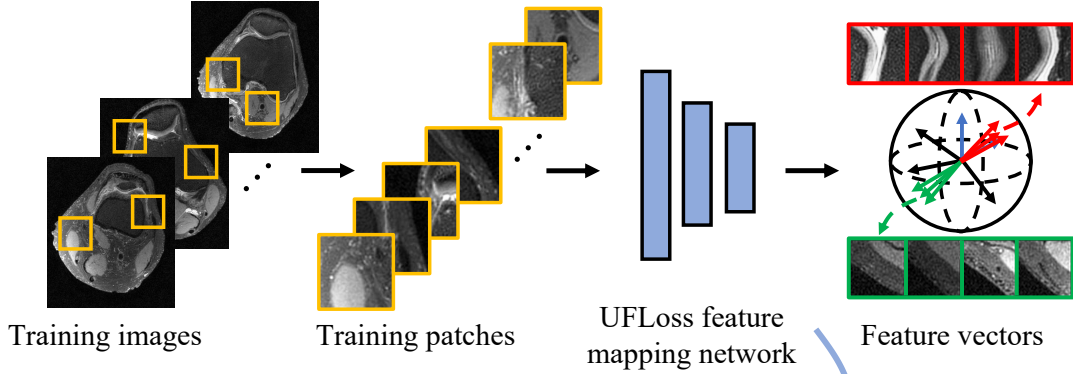 Training images
Training patches
UFLoss feature
mapping network
Feature vectors